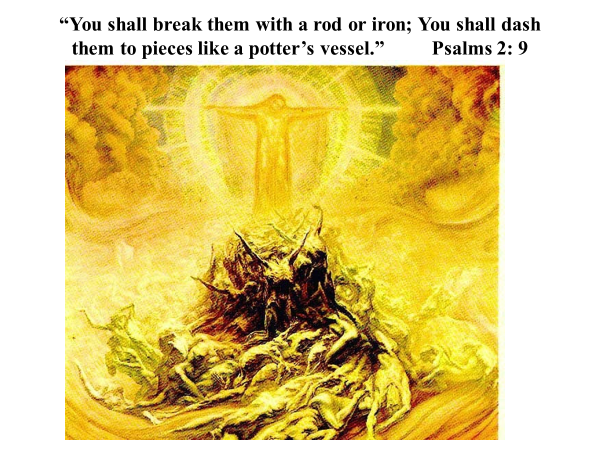 “You shall break them with a rod or iron; You shall dash
them to pieces like a potter’s vessel.” Psalms 2: 9